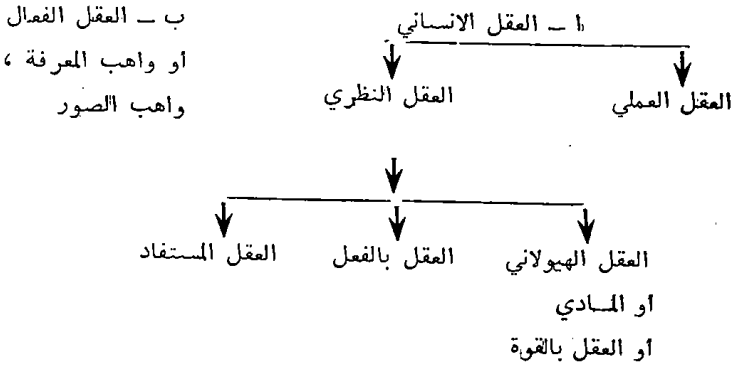 ا ـ العقل الانساني
العقل العملي
العقل النظري
ب ـ العقل الفعال
او واهب المعرفة ،
واهب الصور
العقل الهيولاني
أو المادي
أو العقل بالقوة
العقل بالفعل
العقل المستفاد